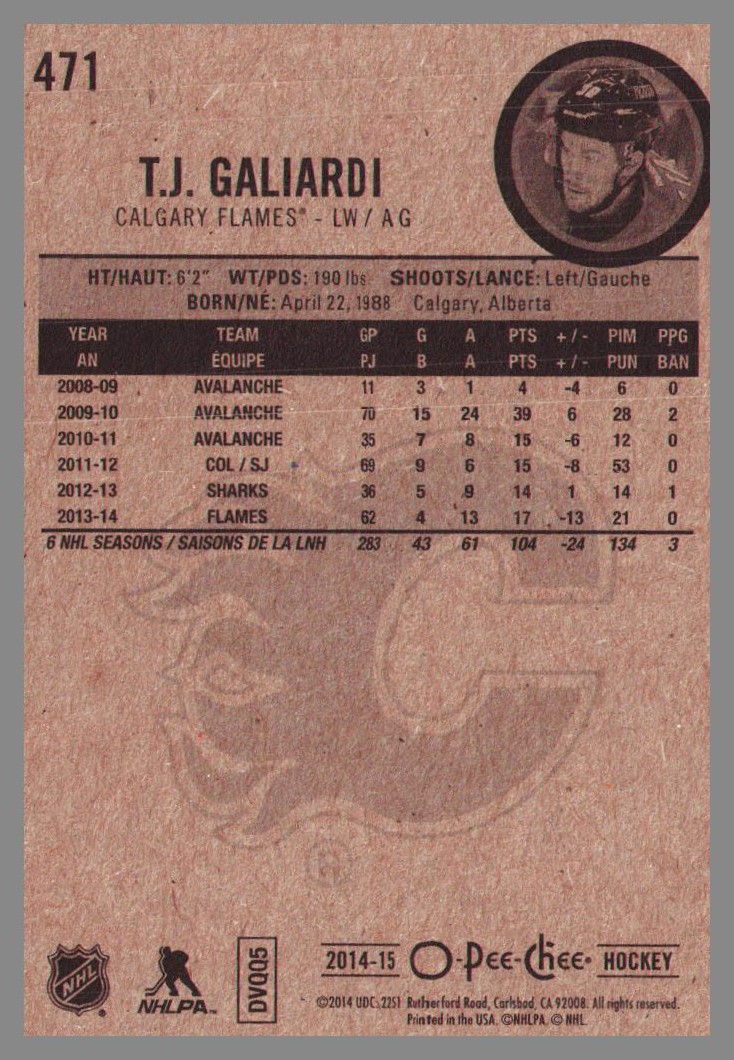 471
T.J. GALIARDI
CALGARY FLAMES® - LW / AG
HT/HAUT: 6'2" WT/PDS: 190 lbs SHOOTS/LANCE: Left/Gauche
BORN/NÉ: April 22, 1988 Calgary, Alberta
YEAR TEAM GP G A PTS + / - PIM PPG
AN ÉQUIPE PJ B A PTS + / - PUN BAN
2008-09 AVALANCHE 11 3 1 4 -4 6 0
2009-10 AVALANCHE 70 15 24 39 6 28 2
2010-11 AVALANCHE 35 7 8 15 -6 12 0
2011-12 COL / SJ 69 9 6 15 -8 53 0
2012-13 SHARKS 36 5 9 14 1 14 1
2013-14 FLAMES 62 4 13 17 -13 21 0
6 NHL SEASONS / SAISONS DE LA LNH 283 43 61 104 -24 134 3
NHL ®
NHLPA™
DVQQ5
2014-15 O-Pee-Chee® HOCKEY
©2014 UDC. 2251 Rutherford Road, Carlsbad, CA 92008. All rights reserved.
Printed in the USA. ©NHLPA. © NHL.